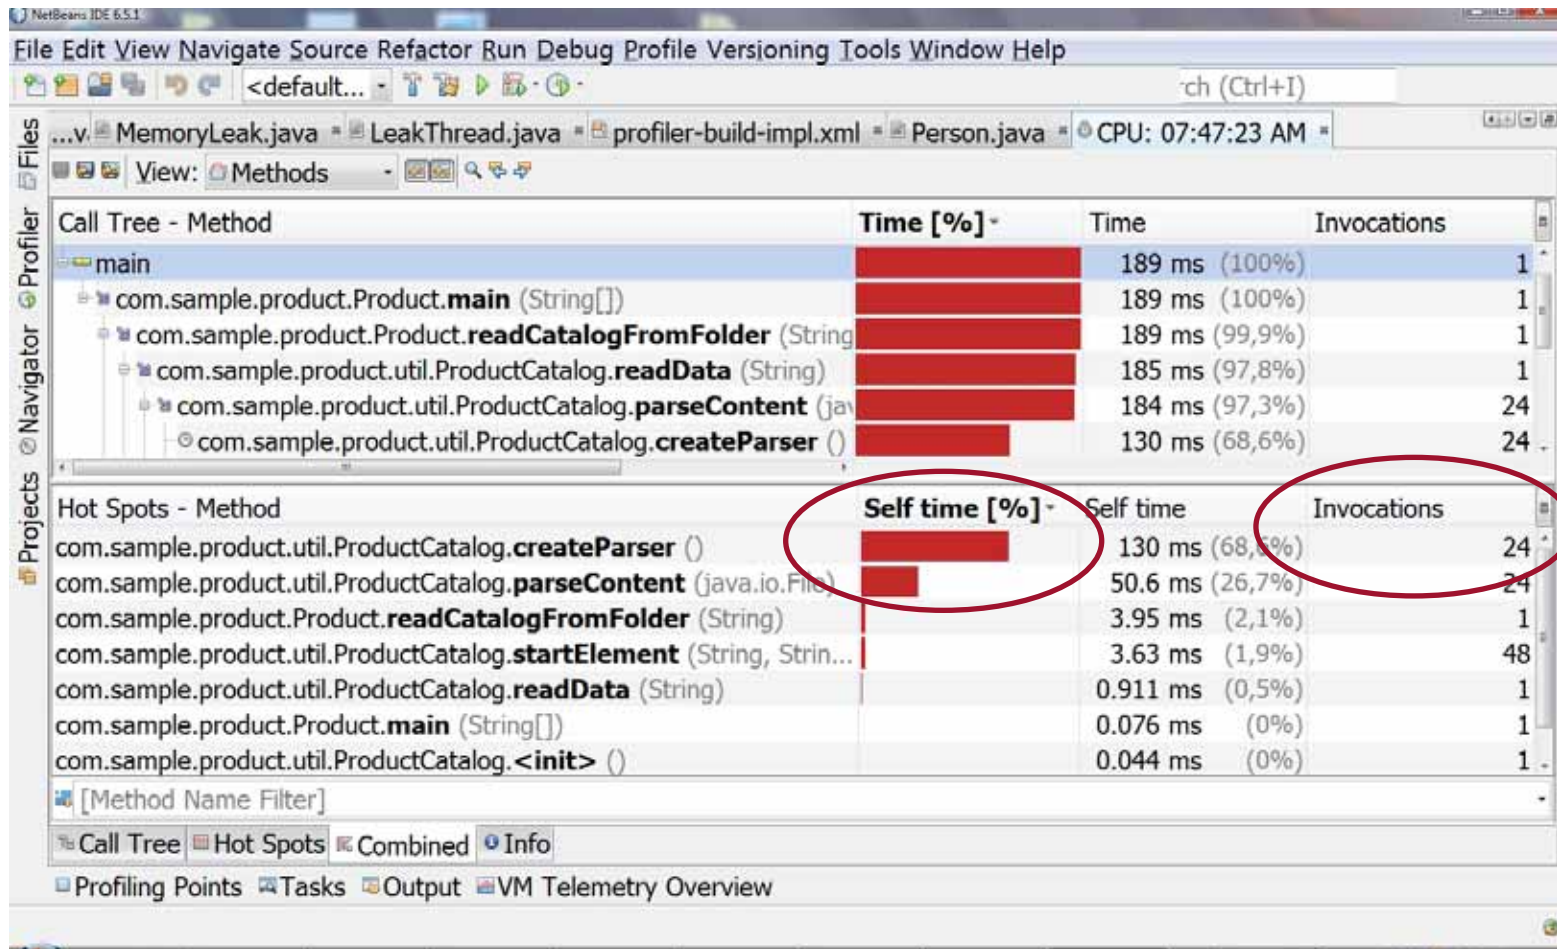 NetBeans IDE 6.5.1
File Edit View Navigate Source Refactor Run Debug Profile Versioning Tools Window Help
<default... rch (Ctrl+I)
...v. MemoryLeak.java LeakThread.java profiler-build-impl.xml Person.java CPU: 07:47:23 AM
View: Methods
Files
Profiler
Navigator
Projects
Call Tree - Method Time [%] Time Invocations
main 189 ms (100%) 1
com.sample.product.Product.main (String[]) 189 ms (100%) 1
com.sample.product.Product.readCatalogFromFolder (String 189 ms (99,9%) 1
com.sample.product.util.ProductCatalog.readData (String) 185 ms (97,8%) 1
com.sample.product.util.ProductCatalog.parseContent (jav 184 ms (97,3%) 24
com.sample.product.util.ProductCatalog.createParser () 130 ms (68,6%) 24
Hot Spots - Method Self time [%] Self time Invocations
com.sample.product.util.ProductCatalog.createParser () 130 ms (68,6%) 24
com.sample.product.util.ProductCatalog.parseContent (java.io.File) 50.6 ms (26,7%) 24
com.sample.product.Product.readCatalogFromFolder (String) 3.95 ms (2,1%) 1
com.sample.product.util.ProductCatalog.startElement (String, Strin... 3.63 ms (1,9%) 48
com.sample.product.util.ProductCatalog.readData (String) 0.911 ms (0,5%) 1
com.sample.product.Product.main (String[]) 0.076 ms (0%) 1
com.sample.product.util.ProductCatalog.<init> () 0.044 ms (0%) 1
[Method Name Filter]
Call Tree Hot Spots Combined Info
Profiling Points Tasks Output VM Telemetry Overview